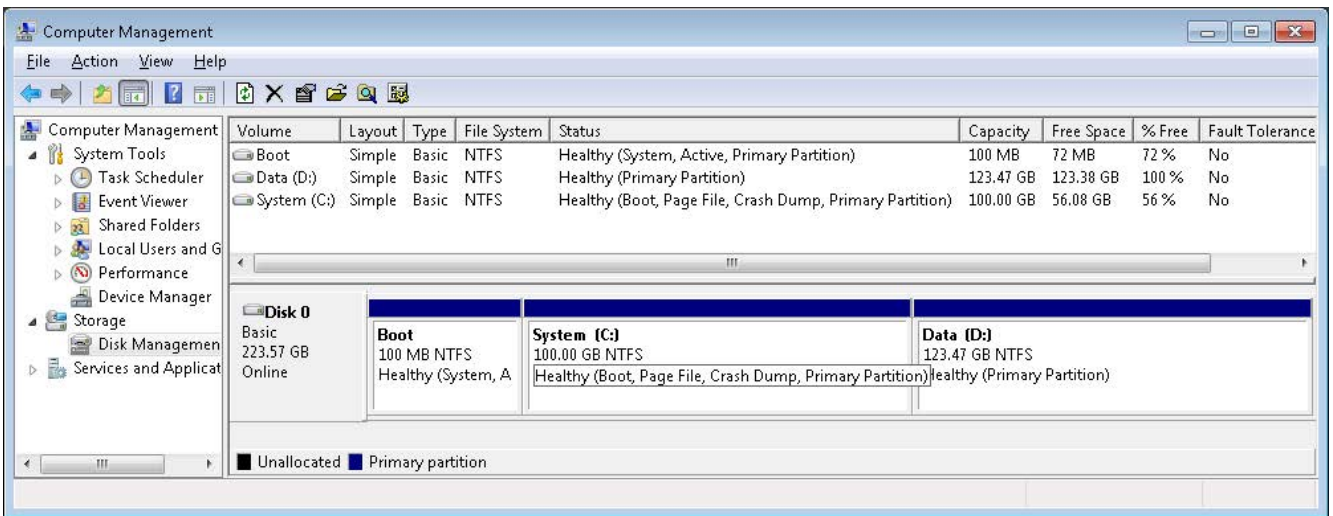 Computer Management
File Action View Help
Computer Management
System Tools
Task Scheduler
Event Viewer
Shared Folders
Local Users and G
Performance
Device Manager
Storage
Disk Managemen
Services and Applicat
Volume Layout Type File System Status Capacity Free Space % Free Fault Tolerance
Boot Simple Basic NTFS Healthy (System, Active, Primary Partition) 100 MB 72 MB 72 % No
Data (D:) Simple Basic NTFS Healthy (Primary Partition) 123.47 GB 123.38 GB 100 % No
System (C:) Simple Basic NTFS Healthy (Boot, Page File, Crash Dump, Primary Partition) 100.00 GB 56.08 GB 56 % No
Disk 0
Basic
223.57 GB
Online
Boot
100 MB NTFS
Healthy (System, A
System (C:)
100.00 GB NTFS
Healthy (Boot, Page File, Crash Dump, Primary Partition)
Data (D:)
123.47 GB NTFS
ealthy (Primary Partition)
Unallocated Primary partition